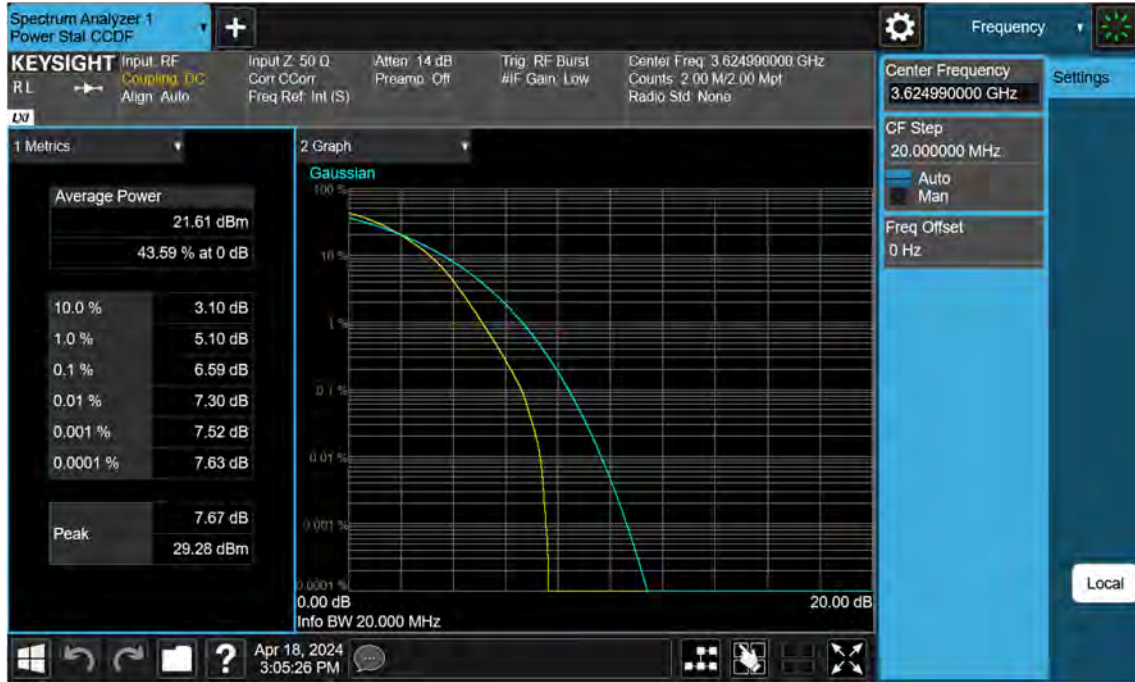 Spectrum Analyzer 1
Power Stat CCDF
+
Frequency
KEYSIGHT
RL
LXI
Input: RF
Coupling: DC
Align: Auto
Input Z: 50 Ω
Corr CCorr
Freq Ref: Int (S)
Atten: 14 dB
Preamp: Off
Trig: RF Burst
#IF Gain: Low
Center Freq: 3.624990000 GHz
Counts: 2.00 M/2.00 Mpt
Radio Std: None
Center Frequency
3.624990000 GHz
Settings
CF Step
20.000000 MHz
Auto
Man
Freq Offset
0 Hz
1 Metrics
Average Power
21.61 dBm
43.59 % at 0 dB
10.0 % 3.10 dB
1.0 % 5.10 dB
0.1 % 6.59 dB
0.01 % 7.30 dB
0.001 % 7.52 dB
0.0001 % 7.63 dB
Peak
7.67 dB
29.28 dBm
2 Graph
Gaussian
100 %
10 %
1 %
0.1 %
0.01 %
0.001 %
0.0001 %
0.00 dB 20.00 dB
Info BW 20.000 MHz
Local
?
Apr 18, 2024
3:05:26 PM